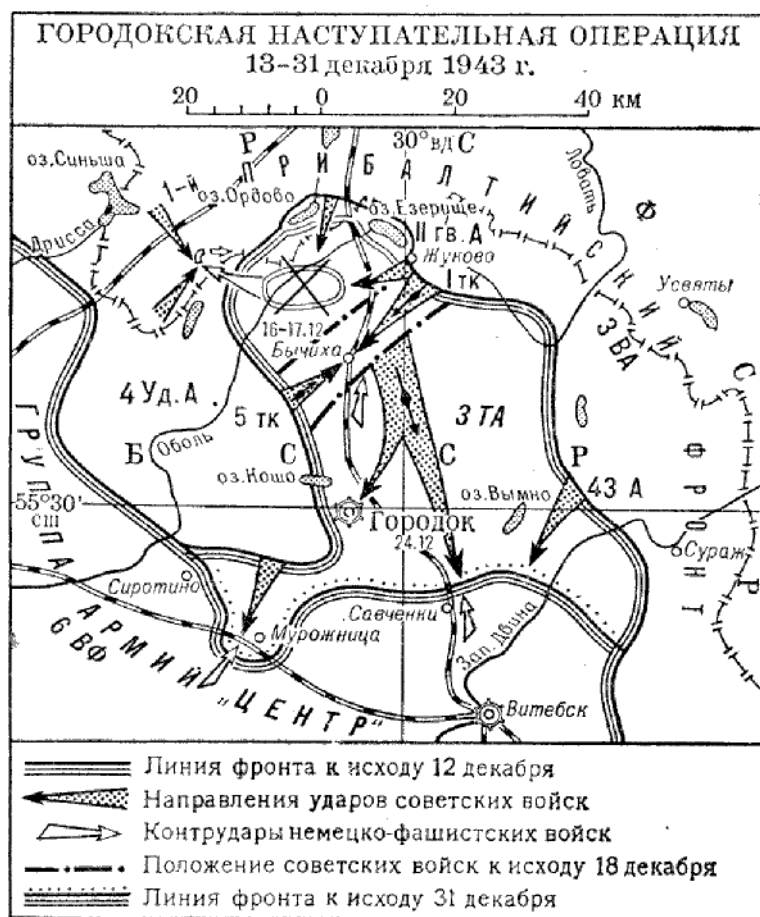 ГОРОДОКСКАЯ НАСТУПАТЕЛЬНАЯ ОПЕРАЦИЯ
13-31 декабря 1943 г.
20 0 20 40 км
30° вд
ПРИБАЛТИЙСКИЙ ФРОНТ
1-й
оз. Синьша
оз. Ордово
оз. Езерище
Ловать
11 гв. А
Дрисса
Жуково
1 тк
Усвяты
3 ВА
16-17.12
Бычиха
4 Уд. А
5 тк
3 ТА
Оболь
Р С Ф С Р
Б С С Р
оз. Кошо
оз. Вымно
43 А
55°30'
сш
Городок
24.12
Сураж
Сиротино
Савченки
Мурожница
Зап. Двина
ГРУППА АРМИЙ „ЦЕНТР"
6 ВФ
Витебск
Линия фронта к исходу 12 декабря
Направления ударов советских войск
Контрудары немецко-фашистских войск
Положение советских войск к исходу 18 декабря
Линия фронта к исходу 31 декабря